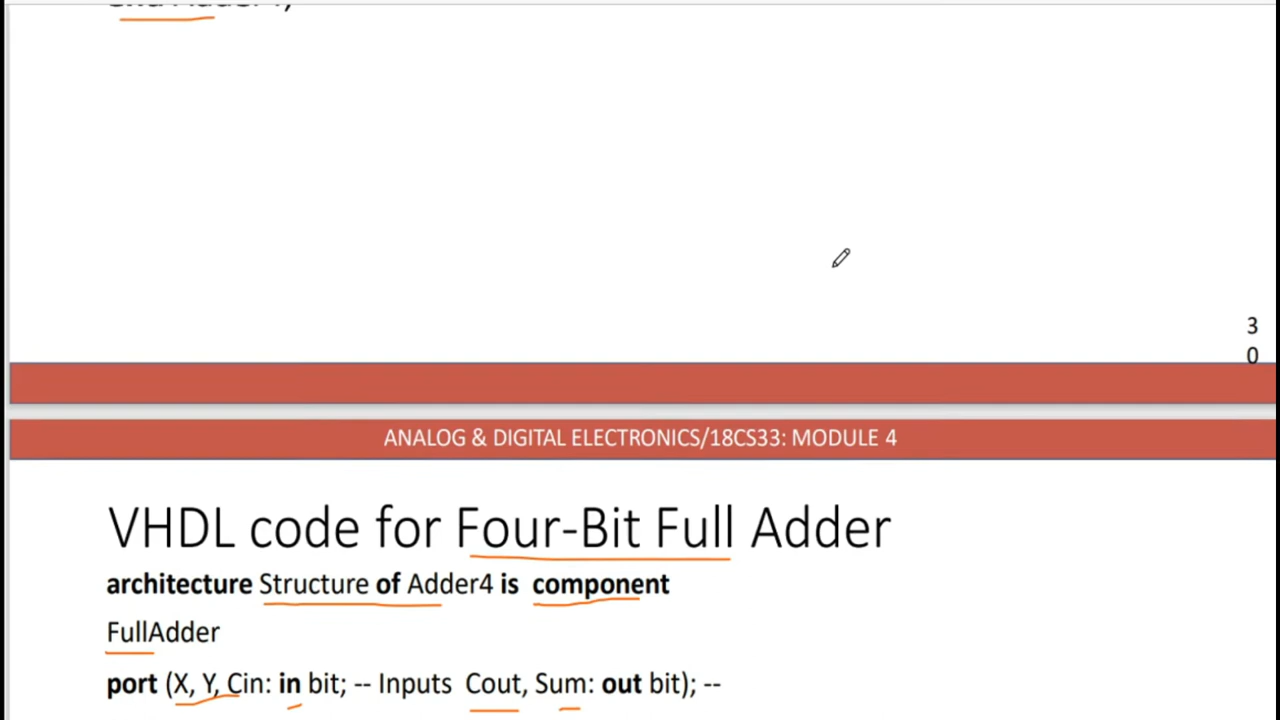 3
0
ANALOG & DIGITAL ELECTRONICS/18CS33: MODULE 4
VHDL code for Four-Bit Full Adder
architecture Structure of Adder4 is component
FullAdder
port (X, Y, Cin: in bit; -- Inputs Cout, Sum: out bit); --